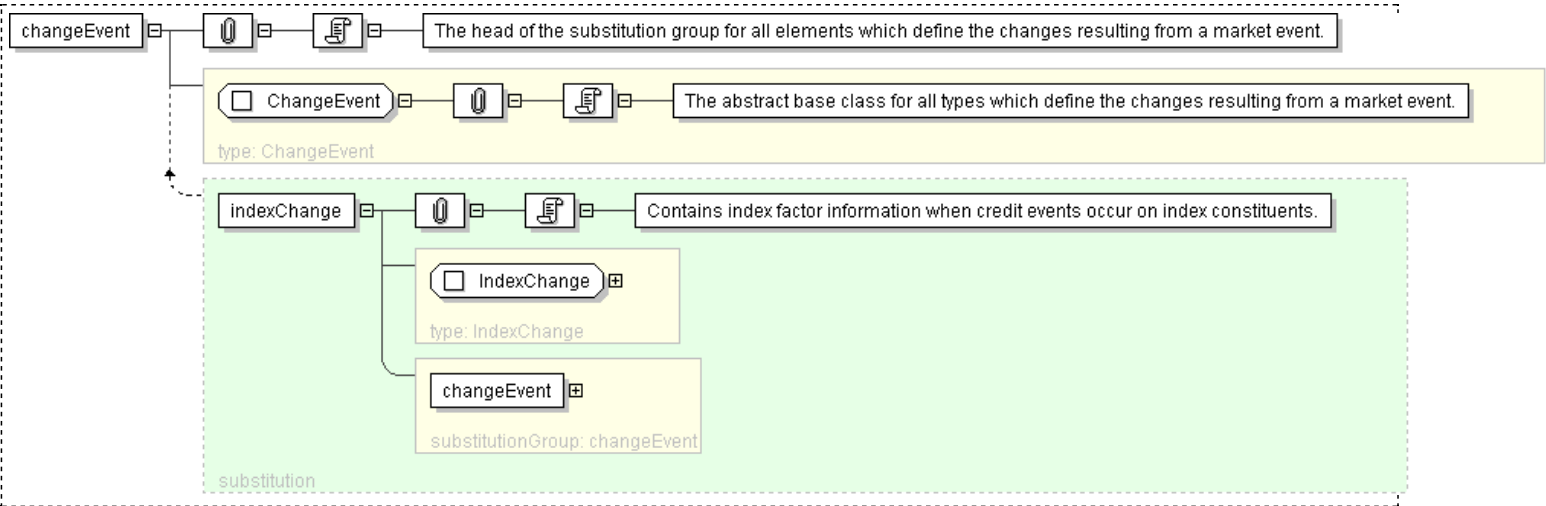 changeEvent
The head of the substitution group for all elements which define the changes resulting from a market event.
ChangeEvent
The abstract base class for all types which define the changes resulting from a market event.
type: ChangeEvent
indexChange
Contains index factor information when credit events occur on index constituents.
IndexChange
type: IndexChange
changeEvent
substitutionGroup: changeEvent
substitution